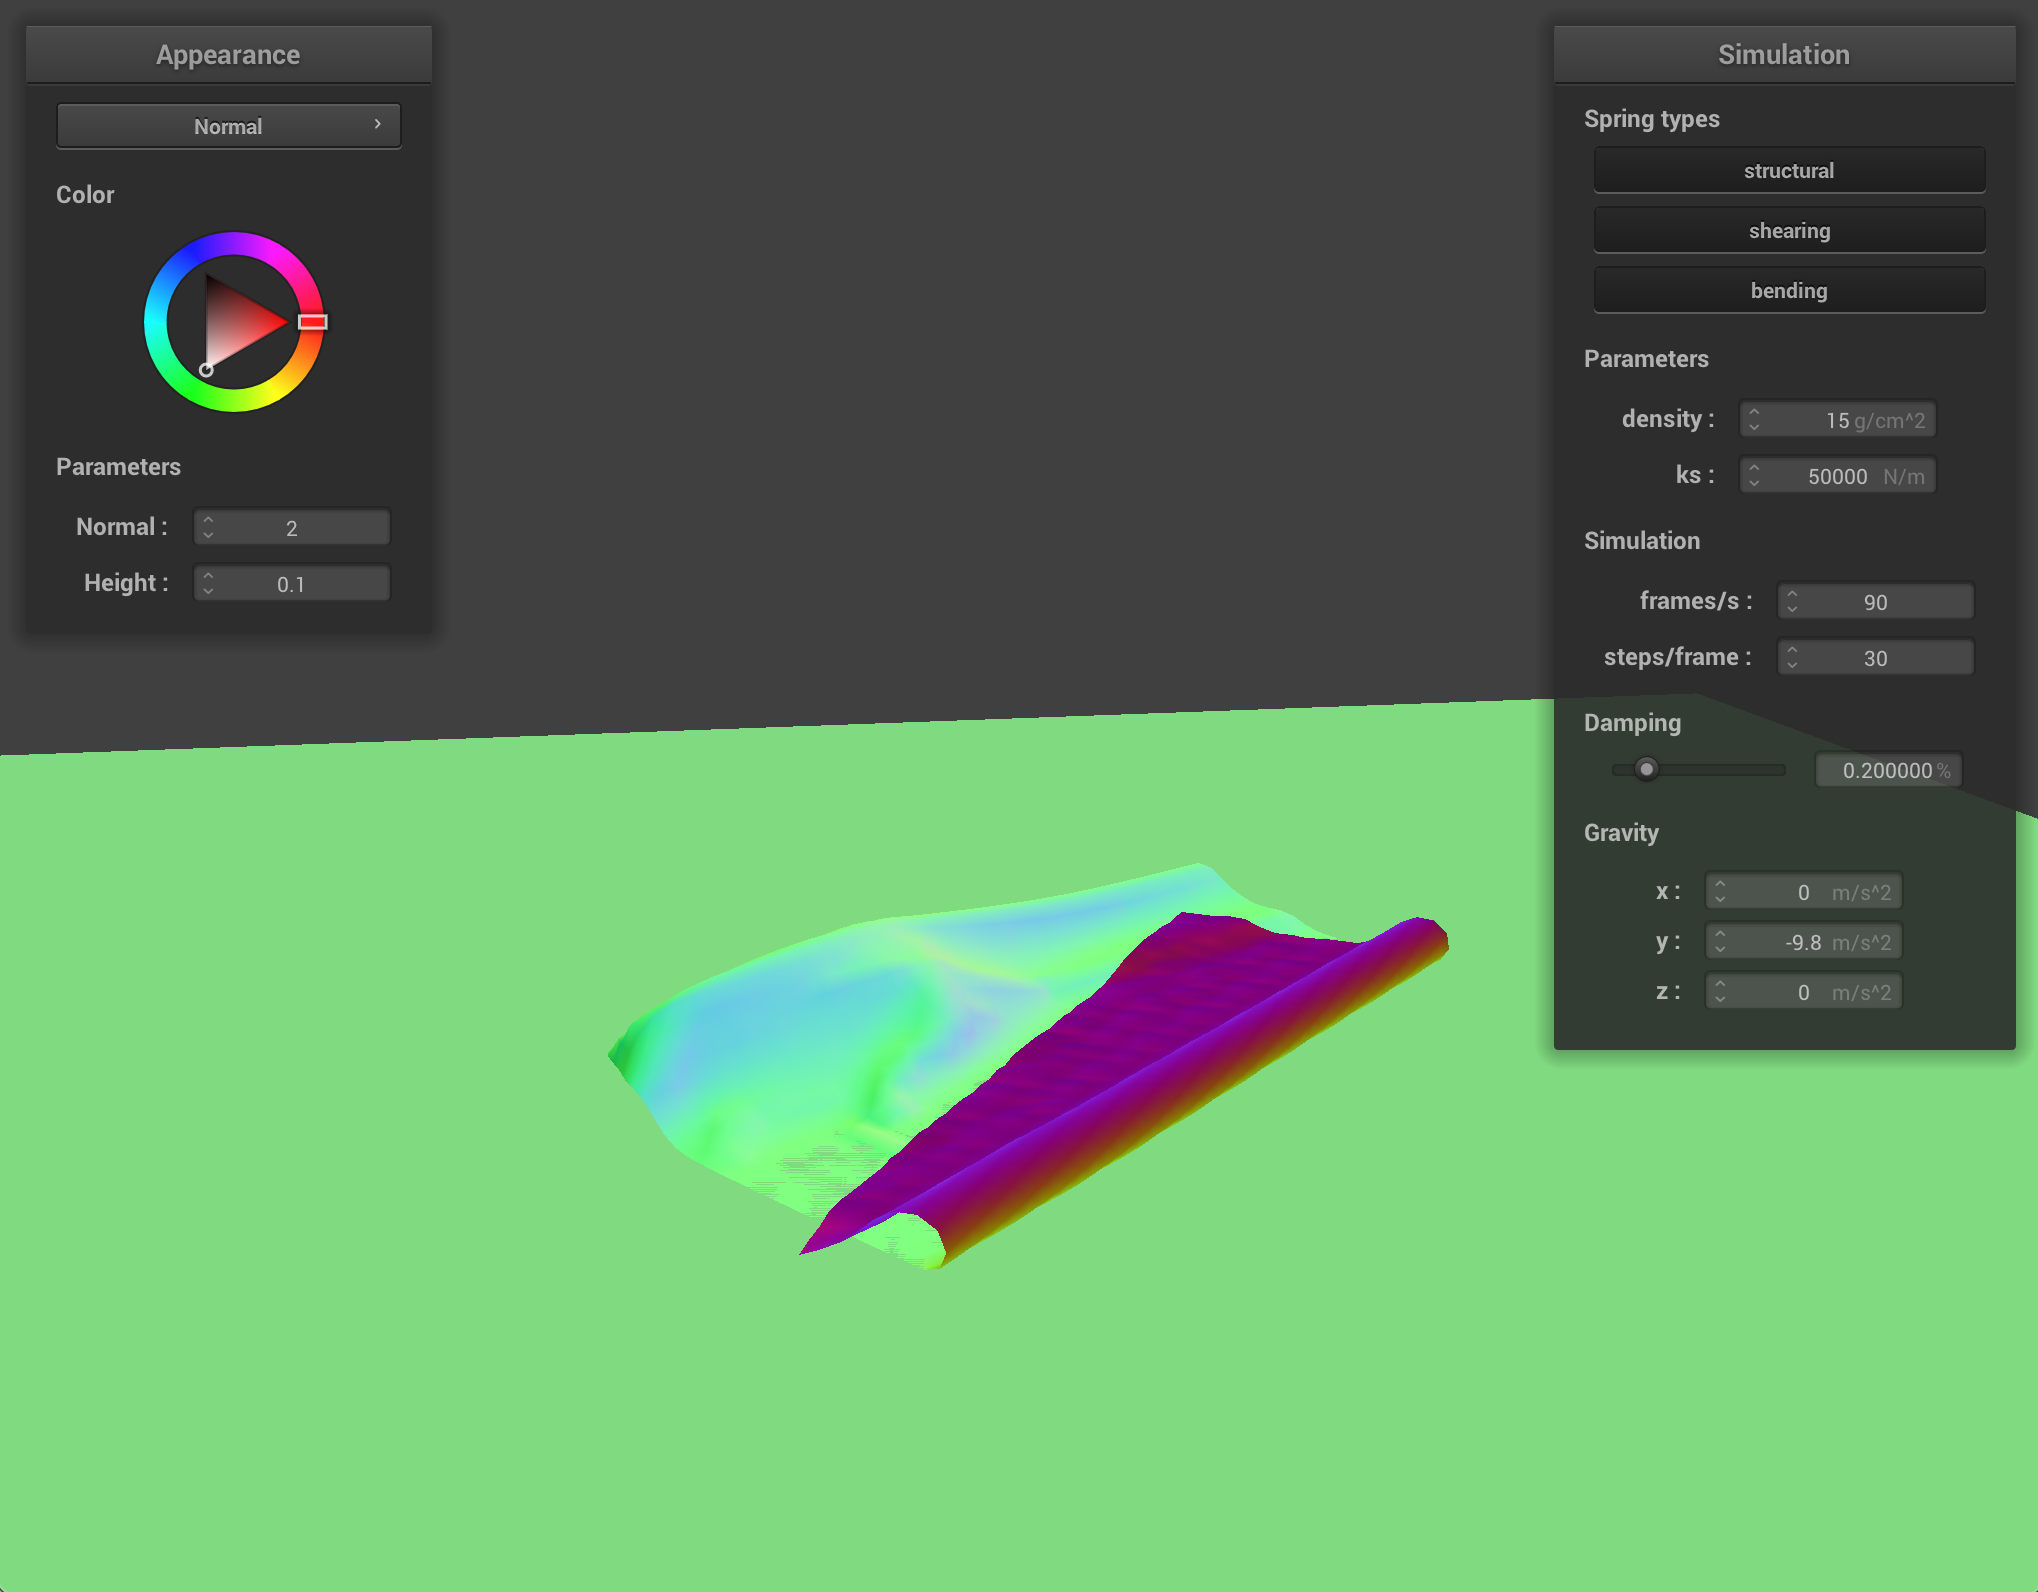 Appearance
Normal
Color
Parameters
Normal : 2
Height : 0.1
Simulation
Spring types
structural
shearing
bending
Parameters
density : 15 g/cm^2
ks : 50000 N/m
Simulation
frames/s : 90
steps/frame : 30
Damping
0.200000 %
Gravity
x : 0 m/s^2
y : -9.8 m/s^2
z : 0 m/s^2